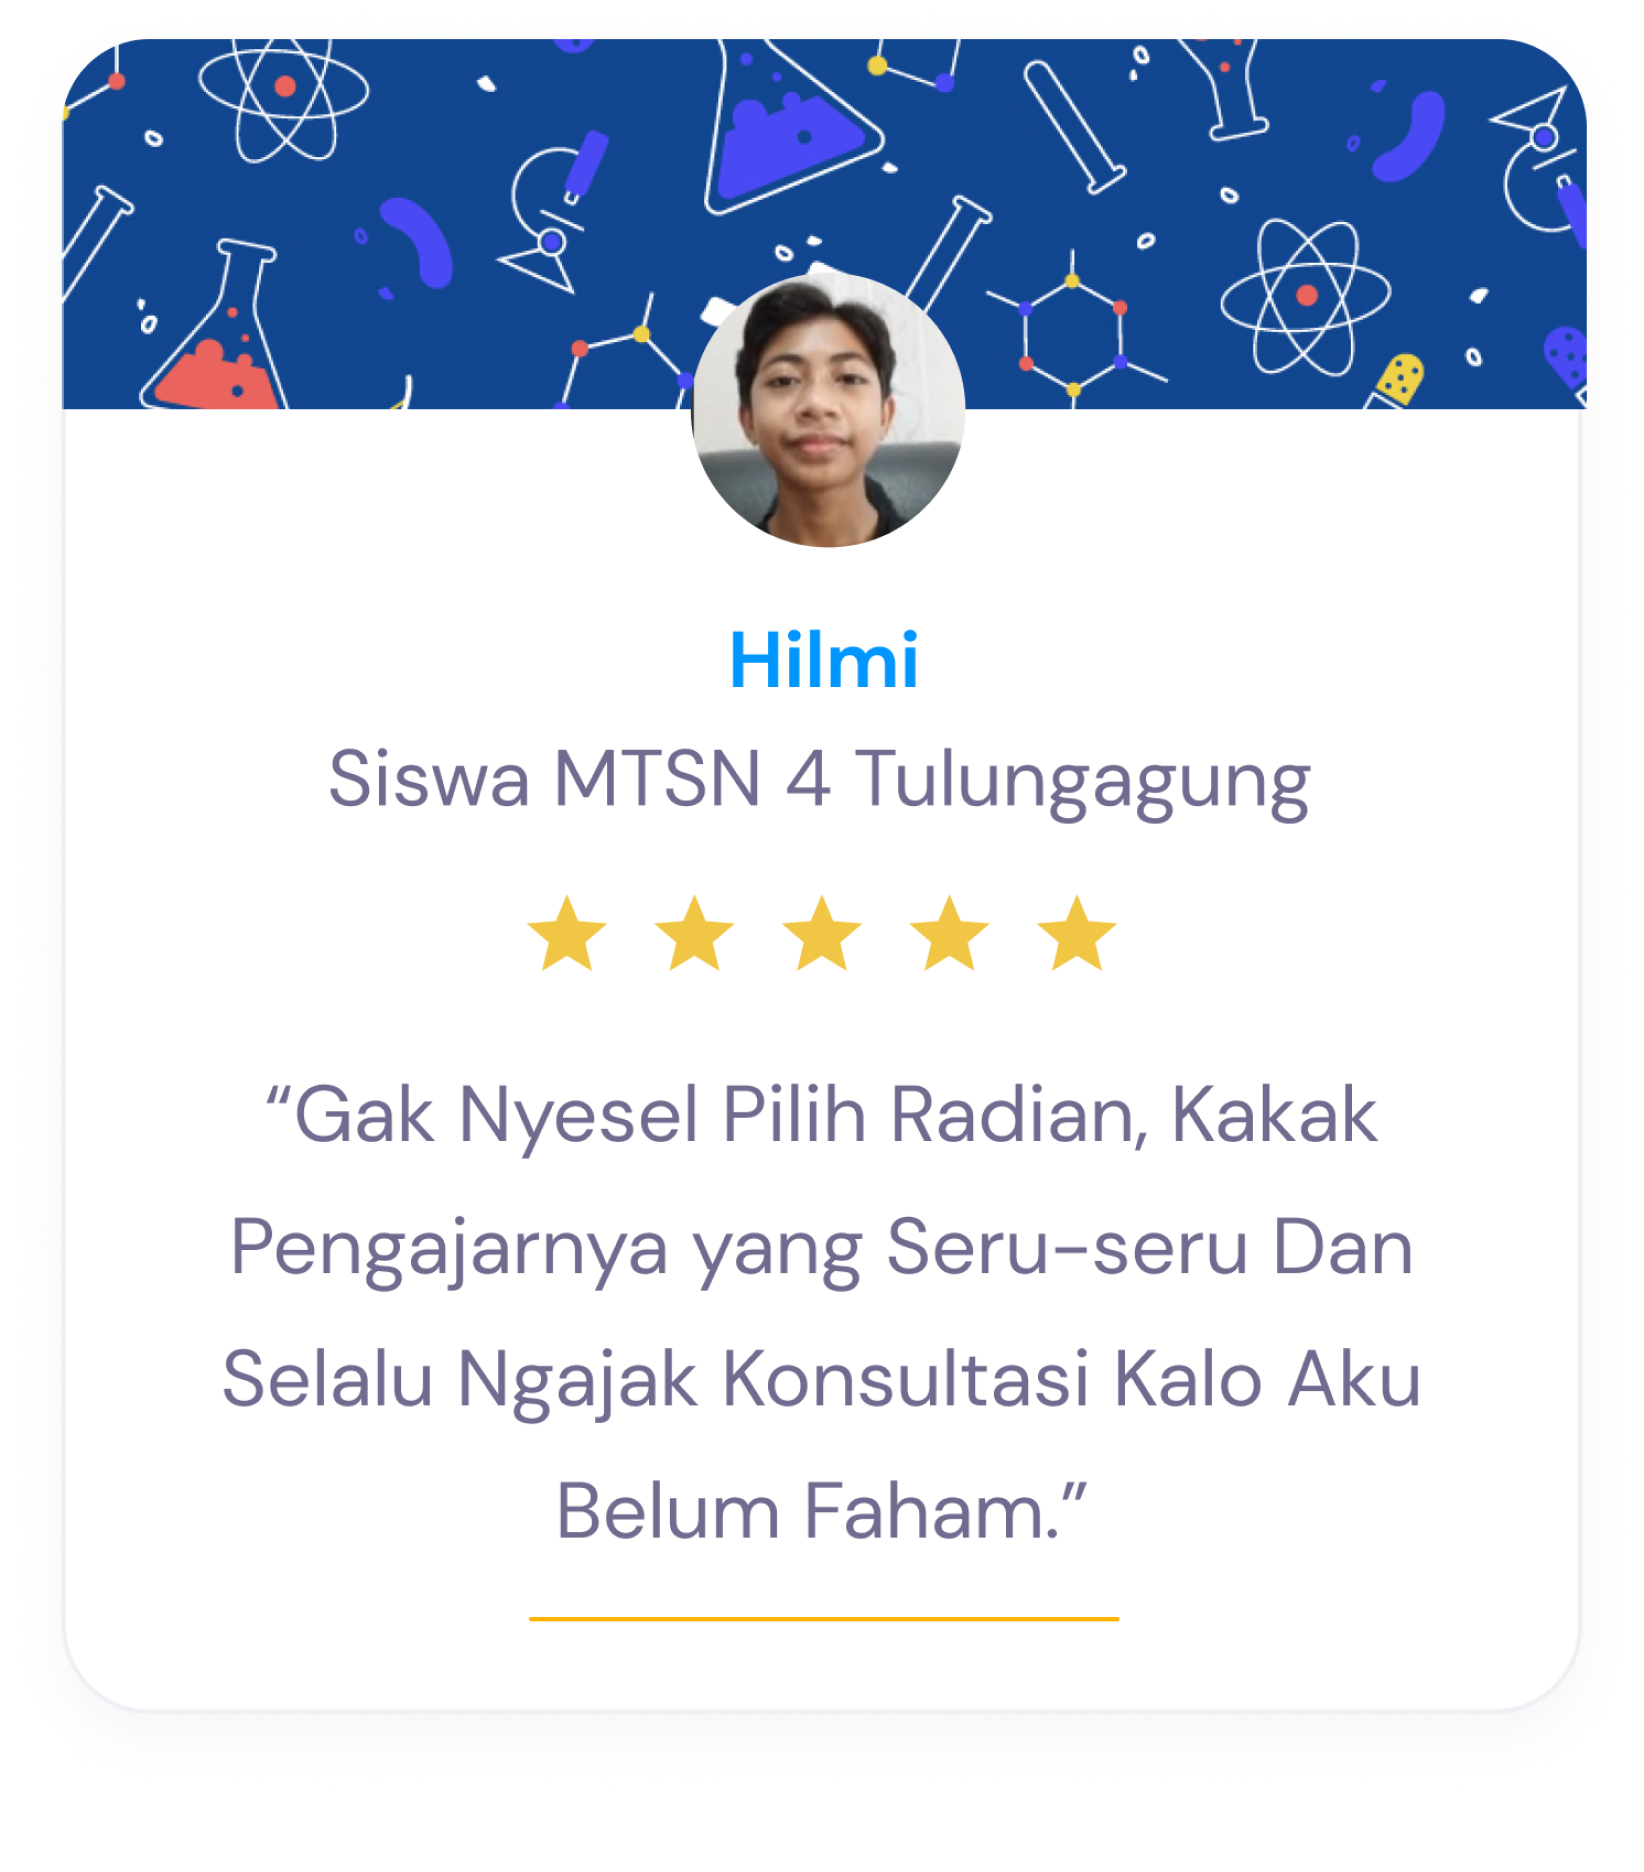 Hilmi
Siswa MTSN 4 Tulungagung
“Gak Nyesel Pilih Radian, Kakak
Pengajarnya yang Seru-seru Dan
Selalu Ngajak Konsultasi Kalo Aku
Belum Faham.”